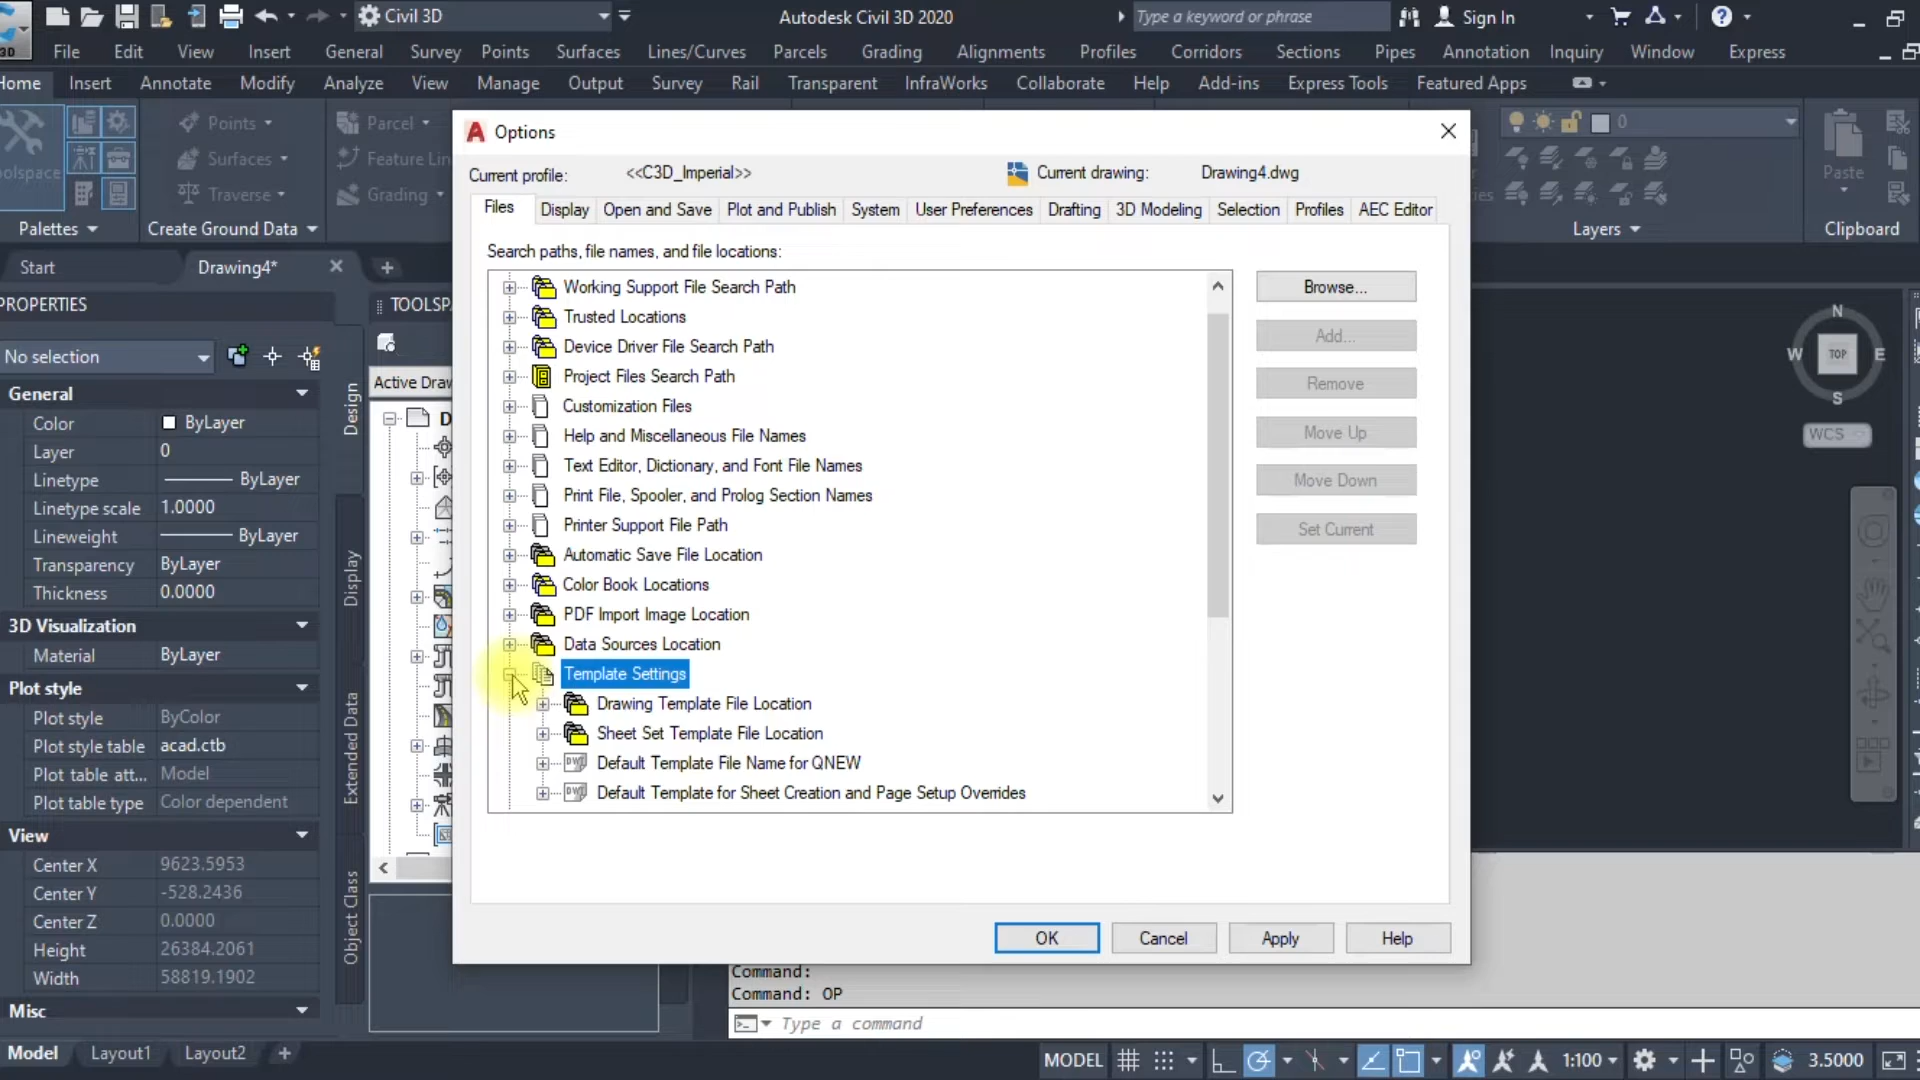 Civil 3D
Autodesk Civil 3D 2020
Type a keyword or phrase
Sign In
File Edit View Insert General Survey Points Surfaces Lines/Curves Parcels Grading Alignments Profiles Corridors Sections Pipes Annotation Inquiry Window Express
Home Insert Annotate Modify Analyze View Manage Output Survey Rail Transparent InfraWorks Collaborate Help Add-ins Express Tools Featured Apps
Points
Surfaces
Traverse
Parcel
Feature Lin
Grading
Toolspace
Palettes
Create Ground Data
0
Paste
Layers
Clipboard
Start
Drawing4*
PROPERTIES
No selection
General
Color ByLayer
Layer 0
Linetype ByLayer
Linetype scale 1.0000
Lineweight ByLayer
Transparency ByLayer
Thickness 0.0000
3D Visualization
Material ByLayer
Plot style
Plot style ByColor
Plot style table acad.ctb
Plot table att... Model
Plot table type Color dependent
View
Center X 9623.5953
Center Y -528.2436
Center Z 0.0000
Height 26384.2061
Width 58819.1902
Misc
Design
Display
Extended Data
Object Class
TOOLSPA
Active Draw
D
Options
Current profile: <<C3D_Imperial>>
Current drawing: Drawing4.dwg
Files Display Open and Save Plot and Publish System User Preferences Drafting 3D Modeling Selection Profiles AEC Editor
Search paths, file names, and file locations:
Working Support File Search Path
Trusted Locations
Device Driver File Search Path
Project Files Search Path
Customization Files
Help and Miscellaneous File Names
Text Editor, Dictionary, and Font File Names
Print File, Spooler, and Prolog Section Names
Printer Support File Path
Automatic Save File Location
Color Book Locations
PDF Import Image Location
Data Sources Location
Template Settings
Drawing Template File Location
Sheet Set Template File Location
Default Template File Name for QNEW
Default Template for Sheet Creation and Page Setup Overrides
Browse...
Add...
Remove
Move Up
Move Down
Set Current
OK Cancel Apply Help
N
W TOP E
S
WCS
Command:
Command: OP
Type a command
Model Layout1 Layout2
MODEL
1:100
3.5000